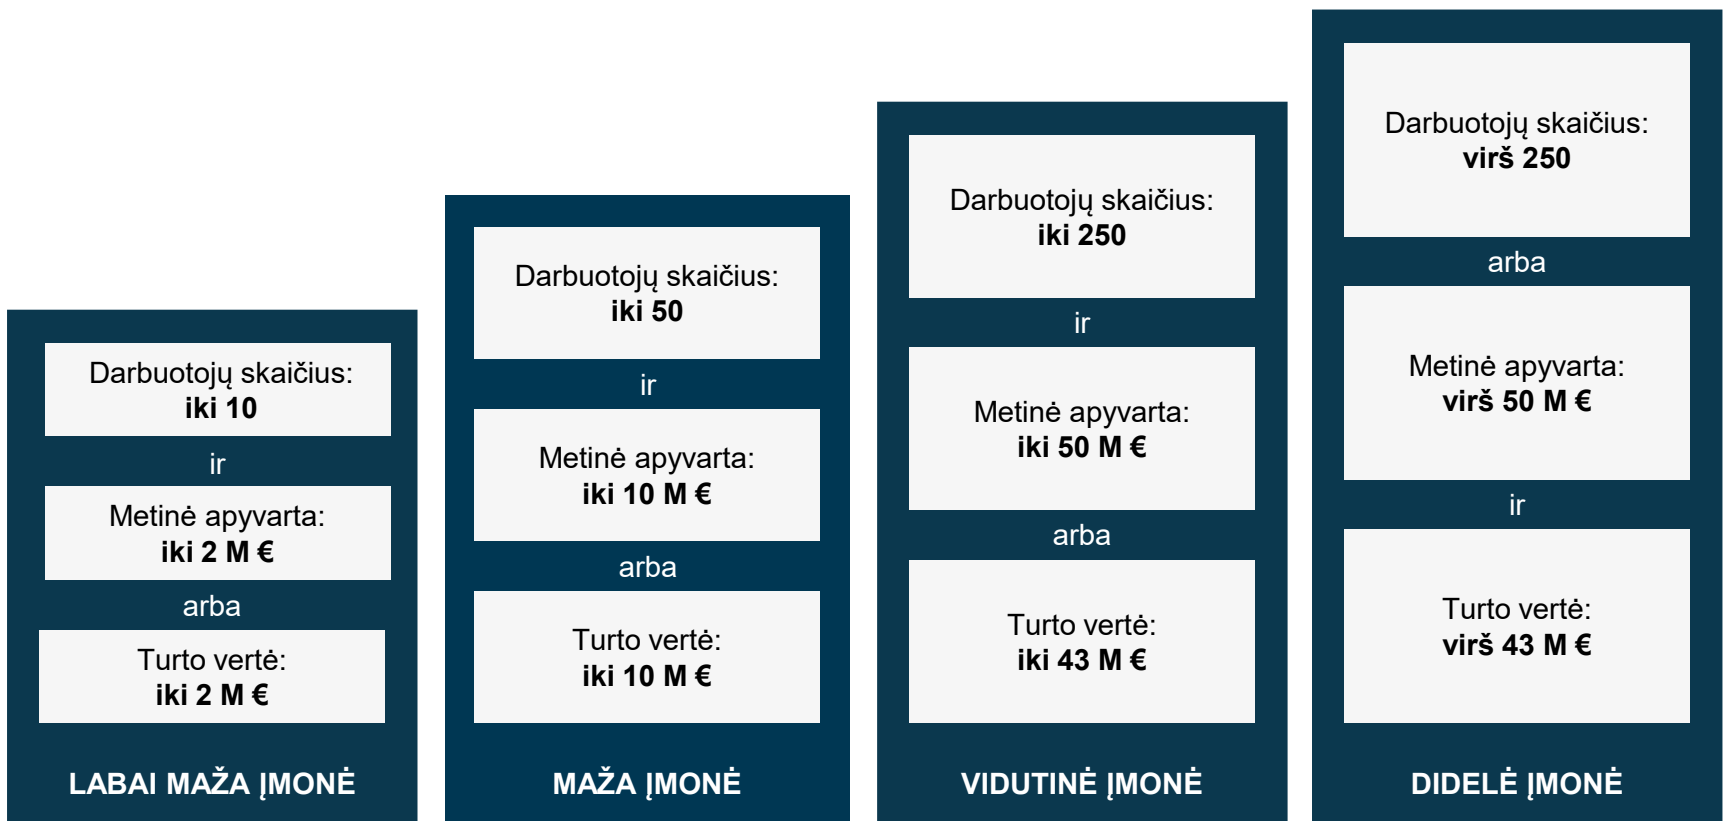 Darbuotojų skaičius:
iki 10
ir
Metinė apyvarta:
iki 2 M €
arba
Turto vertė:
iki 2 M €
LABAI MAŽA ĮMONĖ
Darbuotojų skaičius:
iki 50
ir
Metinė apyvarta:
iki 10 M €
arba
Turto vertė:
iki 10 M €
MAŽA ĮMONĖ
Darbuotojų skaičius:
iki 250
ir
Metinė apyvarta:
iki 50 M €
arba
Turto vertė:
iki 43 M €
VIDUTINĖ ĮMONĖ
Darbuotojų skaičius:
virš 250
arba
Metinė apyvarta:
virš 50 M €
ir
Turto vertė:
virš 43 M €
DIDELĖ ĮMONĖ